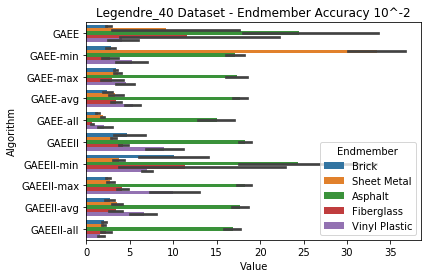 Legendre_40 Dataset - Endmember Accuracy 10^-2
Algorithm
GAEE
GAEE-min
GAEE-max
GAEE-avg
GAEE-all
GAEEII
GAEEII-min
GAEEII-max
GAEEII-avg
GAEEII-all
Endmember
Brick
Sheet Metal
Asphalt
Fiberglass
Vinyl Plastic
0 5 10 15 20 25 30 35
Value